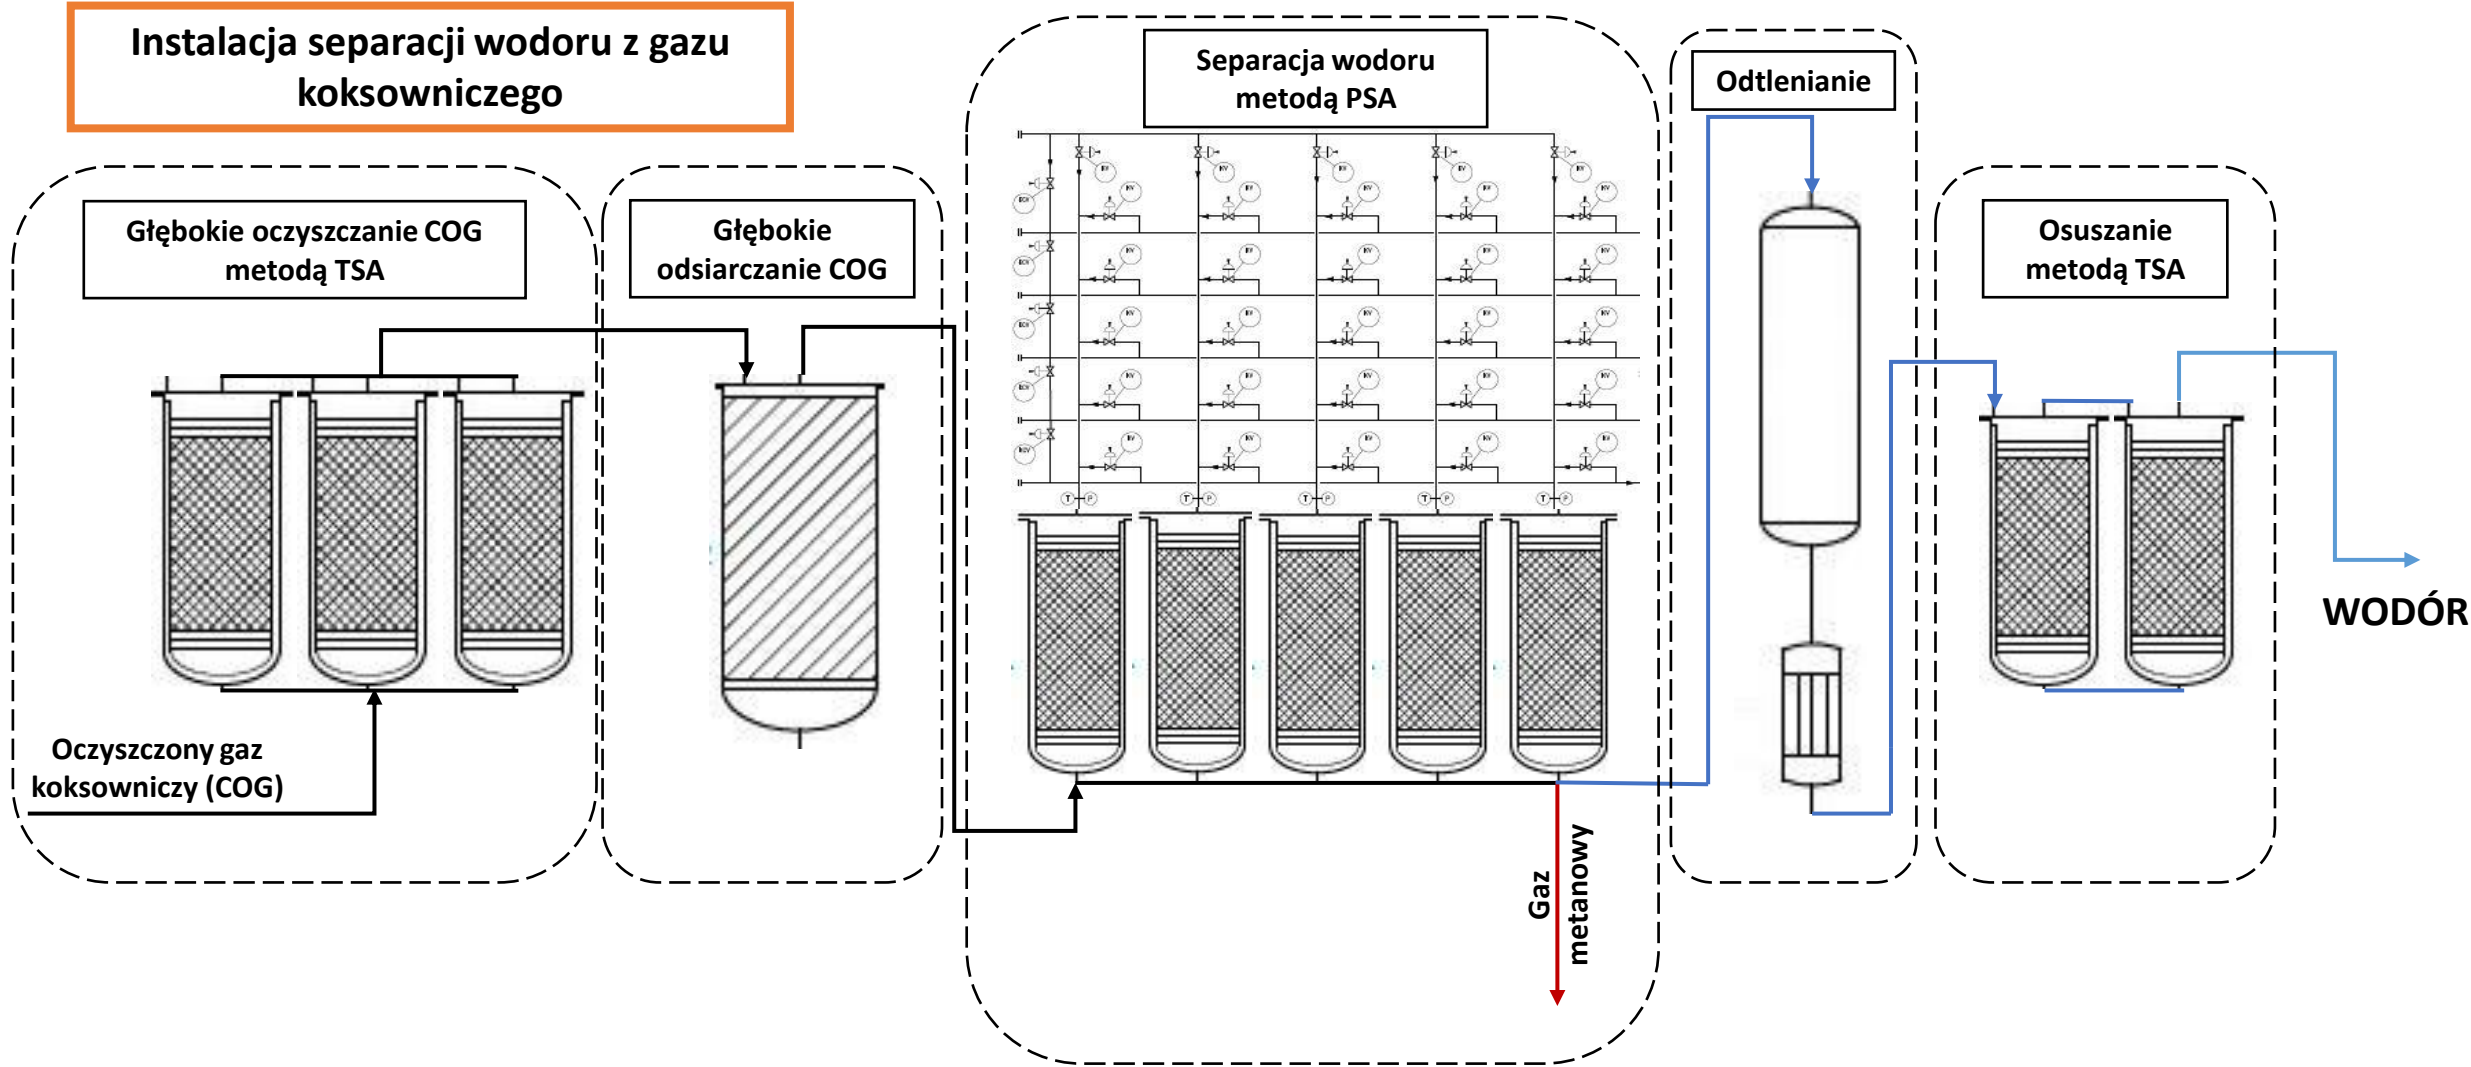 Instalacja separacji wodoru z gazu
koksowniczego
Głębokie oczyszczanie COG
metodą TSA
Głębokie
odsiarczanie COG
Separacja wodoru
metodą PSA
Odtlenianie
Osuszanie
metodą TSA
Oczyszczony gaz
koksowniczy (COG)
Gaz
metanowy
WODÓR